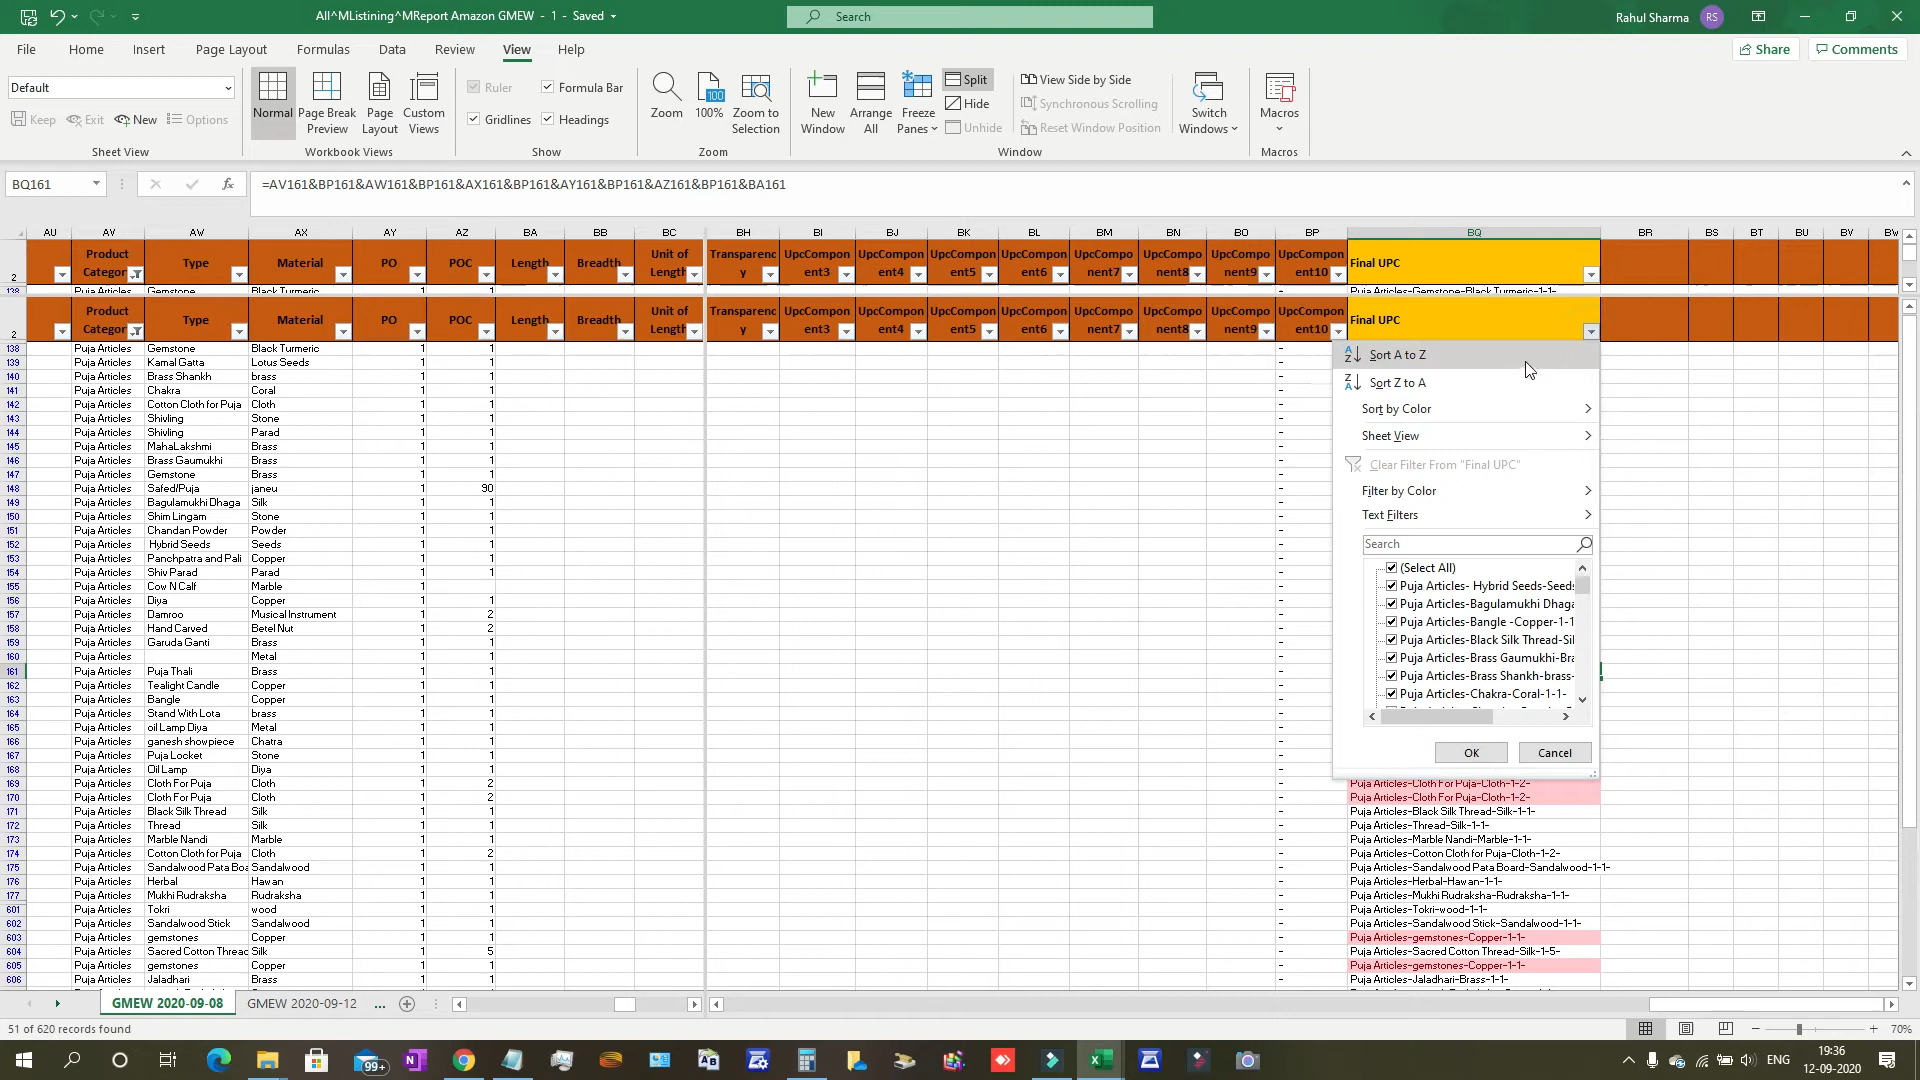 All^MListining^MReport Amazon GMEW - 1 - Saved
Search
Rahul Sharma RS
File Home Insert Page Layout Formulas Data Review View Help
Share Comments
Default
Keep Exit New Options
Sheet View
Normal
Page Break Preview
Page Layout
Custom Views
Workbook Views
Ruler Formula Bar
Gridlines Headings
Show
Zoom
100
100%
Zoom to Selection
Zoom
New Window
Arrange All
Freeze Panes
Split
Hide
Unhide
View Side by Side
Synchronous Scrolling
Reset Window Position
Window
Switch Windows
Macros
Macros
BQ161
fx
=AV161&BP161&AW161&BP161&AX161&BP161&AY161&BP161&AZ161&BP161&BA161
AU AV AW AX AY AZ BA BB BC BH BI BJ BK BL BM BN BO BP BQ BR BS BT BU BV BW
2 Product Categor Type Material PO POC Length Breadth Unit of Length Transparency UpcComponent3 UpcComponent4 UpcComponent5 UpcComponent6 UpcComponent7 UpcComponent8 UpcComponent9 UpcComponent10 Final UPC
138 Puja Articles Gemstone Black Turmeric 1 1 Puja Articles-Gemstone-Black Turmeric-1-1-
2 Product Categor Type Material PO POC Length Breadth Unit of Length Transparency UpcComponent3 UpcComponent4 UpcComponent5 UpcComponent6 UpcComponent7 UpcComponent8 UpcComponent9 UpcComponent10 Final UPC
138 Puja Articles Gemstone Black Turmeric 1 1 -
139 Puja Articles Kamal Gatta Lotus Seeds 1 1 -
140 Puja Articles Brass Shankh brass 1 1 -
141 Puja Articles Chakra Coral 1 1 -
142 Puja Articles Cotton Cloth for Puja Cloth 1 1 -
143 Puja Articles Shivling Stone 1 1 -
144 Puja Articles Shivling Parad 1 1 -
145 Puja Articles MahaLakshmi Brass 1 1 -
146 Puja Articles Brass Gaumukhi Brass 1 1 -
147 Puja Articles Gemstone Brass 1 1 -
148 Puja Articles Safed/Puja janeu 1 90 -
149 Puja Articles Bagulamukhi Dhaga Silk 1 1 -
150 Puja Articles Shim Lingam Stone 1 1 -
151 Puja Articles Chandan Powder Powder 1 1 -
152 Puja Articles Hybrid Seeds Seeds 1 1 -
153 Puja Articles Panchpatra and Pali Copper 1 1 -
154 Puja Articles Shiv Parad Parad 1 1 -
155 Puja Articles Cow N Calf Marble 1 -
156 Puja Articles Diya Copper 1 1 -
157 Puja Articles Damroo Musical Instrument 1 2 -
158 Puja Articles Hand Carved Betel Nut 1 2 -
159 Puja Articles Garuda Ganti Brass 1 1 -
160 Puja Articles Metal 1 1 -
161 Puja Articles Puja Thali Brass 1 1 -
162 Puja Articles Tealight Candle Copper 1 1 -
163 Puja Articles Bangle Copper 1 1 -
164 Puja Articles Stand With Lota brass 1 1 -
165 Puja Articles oil Lamp Diya Metal 1 1 -
166 Puja Articles ganesh showpiece Chatra 1 1 -
167 Puja Articles Puja Locket Stone 1 1 -
168 Puja Articles Oil Lamp Diya 1 1 -
169 Puja Articles Cloth For Puja Cloth 1 2 - Puja Articles-Cloth For Puja-Cloth-1-2-
170 Puja Articles Cloth For Puja Cloth 1 2 - Puja Articles-Cloth For Puja-Cloth-1-2-
171 Puja Articles Black Silk Thread Silk 1 1 - Puja Articles-Black Silk Thread-Silk-1-1-
172 Puja Articles Thread Silk 1 1 - Puja Articles-Thread-Silk-1-1-
173 Puja Articles Marble Nandi Marble 1 1 - Puja Articles-Marble Nandi-Marble-1-1-
174 Puja Articles Cotton Cloth for Puja Cloth 1 2 - Puja Articles-Cotton Cloth for Puja-Cloth-1-2-
175 Puja Articles Sandalwood Pata Boa Sandalwood 1 1 - Puja Articles-Sandalwood Pata Board-Sandalwood-1-1-
176 Puja Articles Herbal Hawan 1 1 - Puja Articles-Herbal-Hawan-1-1-
177 Puja Articles Mukhi Rudraksha Rudraksha 1 1 - Puja Articles-Mukhi Rudraksha-Rudraksha-1-1-
601 Puja Articles Tokri wood 1 1 - Puja Articles-Tokri-wood-1-1-
602 Puja Articles Sandalwood Stick Sandalwood 1 1 - Puja Articles-Sandalwood Stick-Sandalwood-1-1-
603 Puja Articles gemstones Copper 1 1 - Puja Articles-gemstones-Copper-1-1-
604 Puja Articles Sacred Cotton Threac Silk 1 5 - Puja Articles-Sacred Cotton Thread-Silk-1-5-
605 Puja Articles gemstones Copper 1 1 - Puja Articles-gemstones-Copper-1-1-
606 Puja Articles Jaladhari Brass 1 1 - Puja Articles-Jaladhari-Brass-1-1-
Sort A to Z
Sort Z to A
Sort by Color
Sheet View
Clear Filter From "Final UPC"
Filter by Color
Text Filters
Search
(Select All)
Puja Articles- Hybrid Seeds-Seeds
Puja Articles-Bagulamukhi Dhaga
Puja Articles-Bangle -Copper-1-1
Puja Articles-Black Silk Thread-Sil
Puja Articles-Brass Gaumukhi-Bra
Puja Articles-Brass Shankh-brass-
Puja Articles-Chakra-Coral-1-1-
OK Cancel
GMEW 2020-09-08 GMEW 2020-09-12 ...
51 of 620 records found
70%
99+
ENG
19:36
12-09-2020